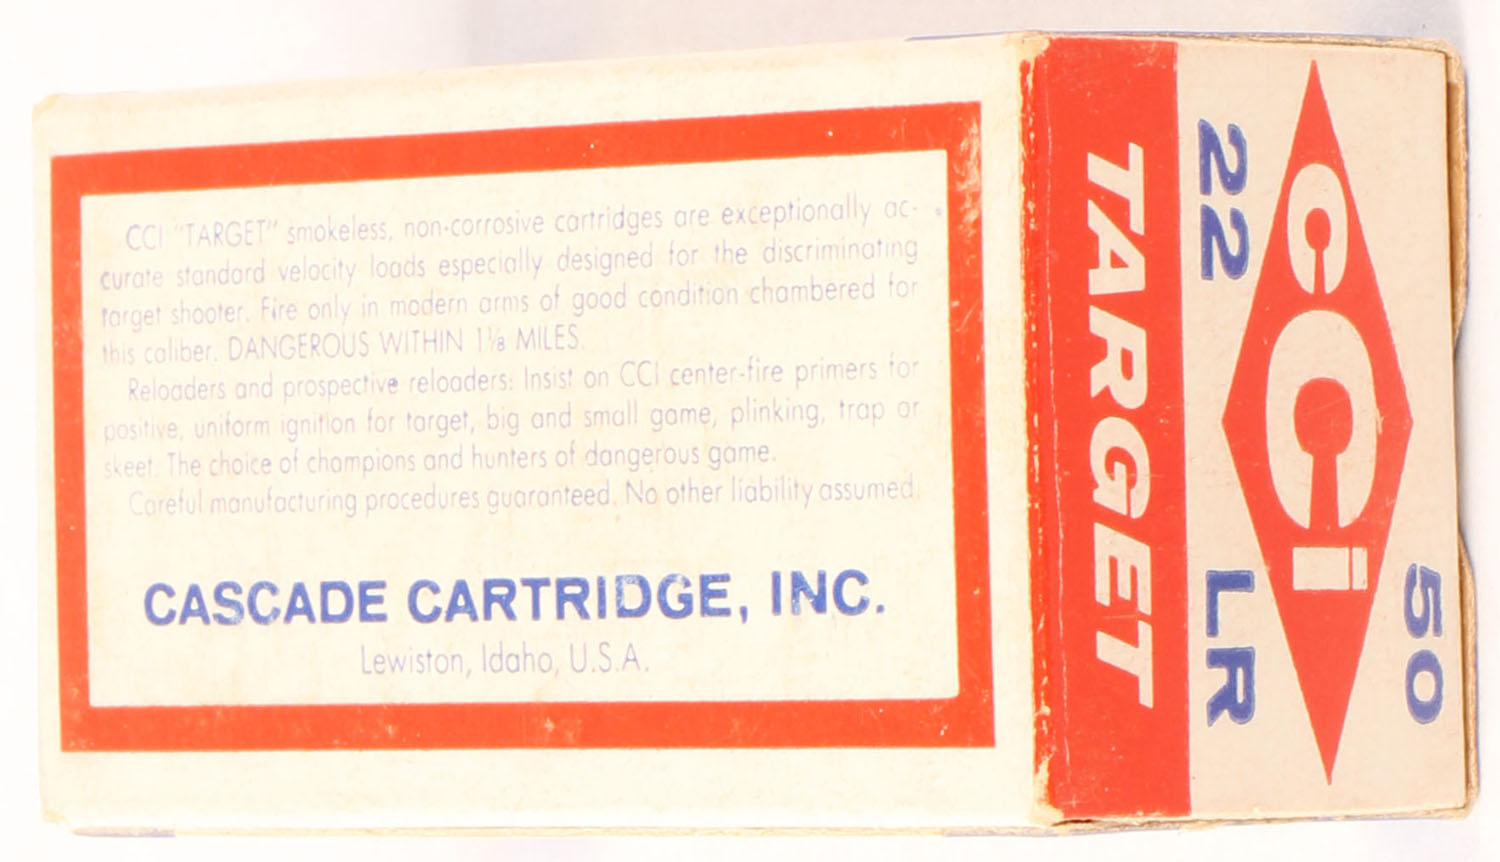 CCI "TARGET" smokeless, non-corrosive cartridges are exceptionally ac-
curate standard velocity loads especially designed for the discriminating
target shooter. Fire only in modern arms of good condition chambered for
this caliber. DANGEROUS WITHIN 1⅛ MILES.
Reloaders and prospective reloaders: Insist on CCI center-fire primers for
positive, uniform ignition for target, big and small game, plinking, trap or
skeet. The choice of champions and hunters of dangerous game.
Careful manufacturing procedures guaranteed. No other liability assumed.
CASCADE CARTRIDGE, INC.
Lewiston, Idaho, U.S.A.
50
CCi
22 LR
TARGET